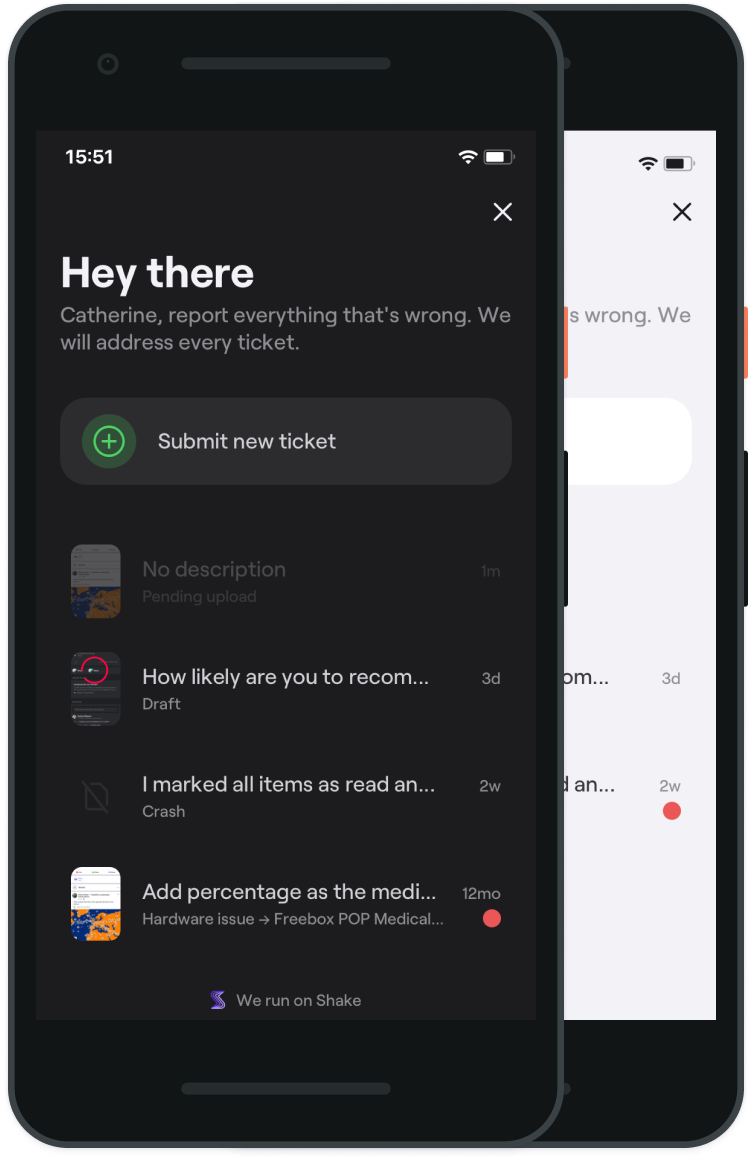 15:51
Hey there
Catherine, report everything that's wrong. We
will address every ticket.
Submit new ticket
No description
1m
Pending upload
How likely are you to recom...
3d
Draft
I marked all items as read an...
2w
Crash
Add percentage as the medi...
12mo
Hardware issue → Freebox POP Medical...
We run on Shake
s wrong. We
om...
3d
d an...
2w